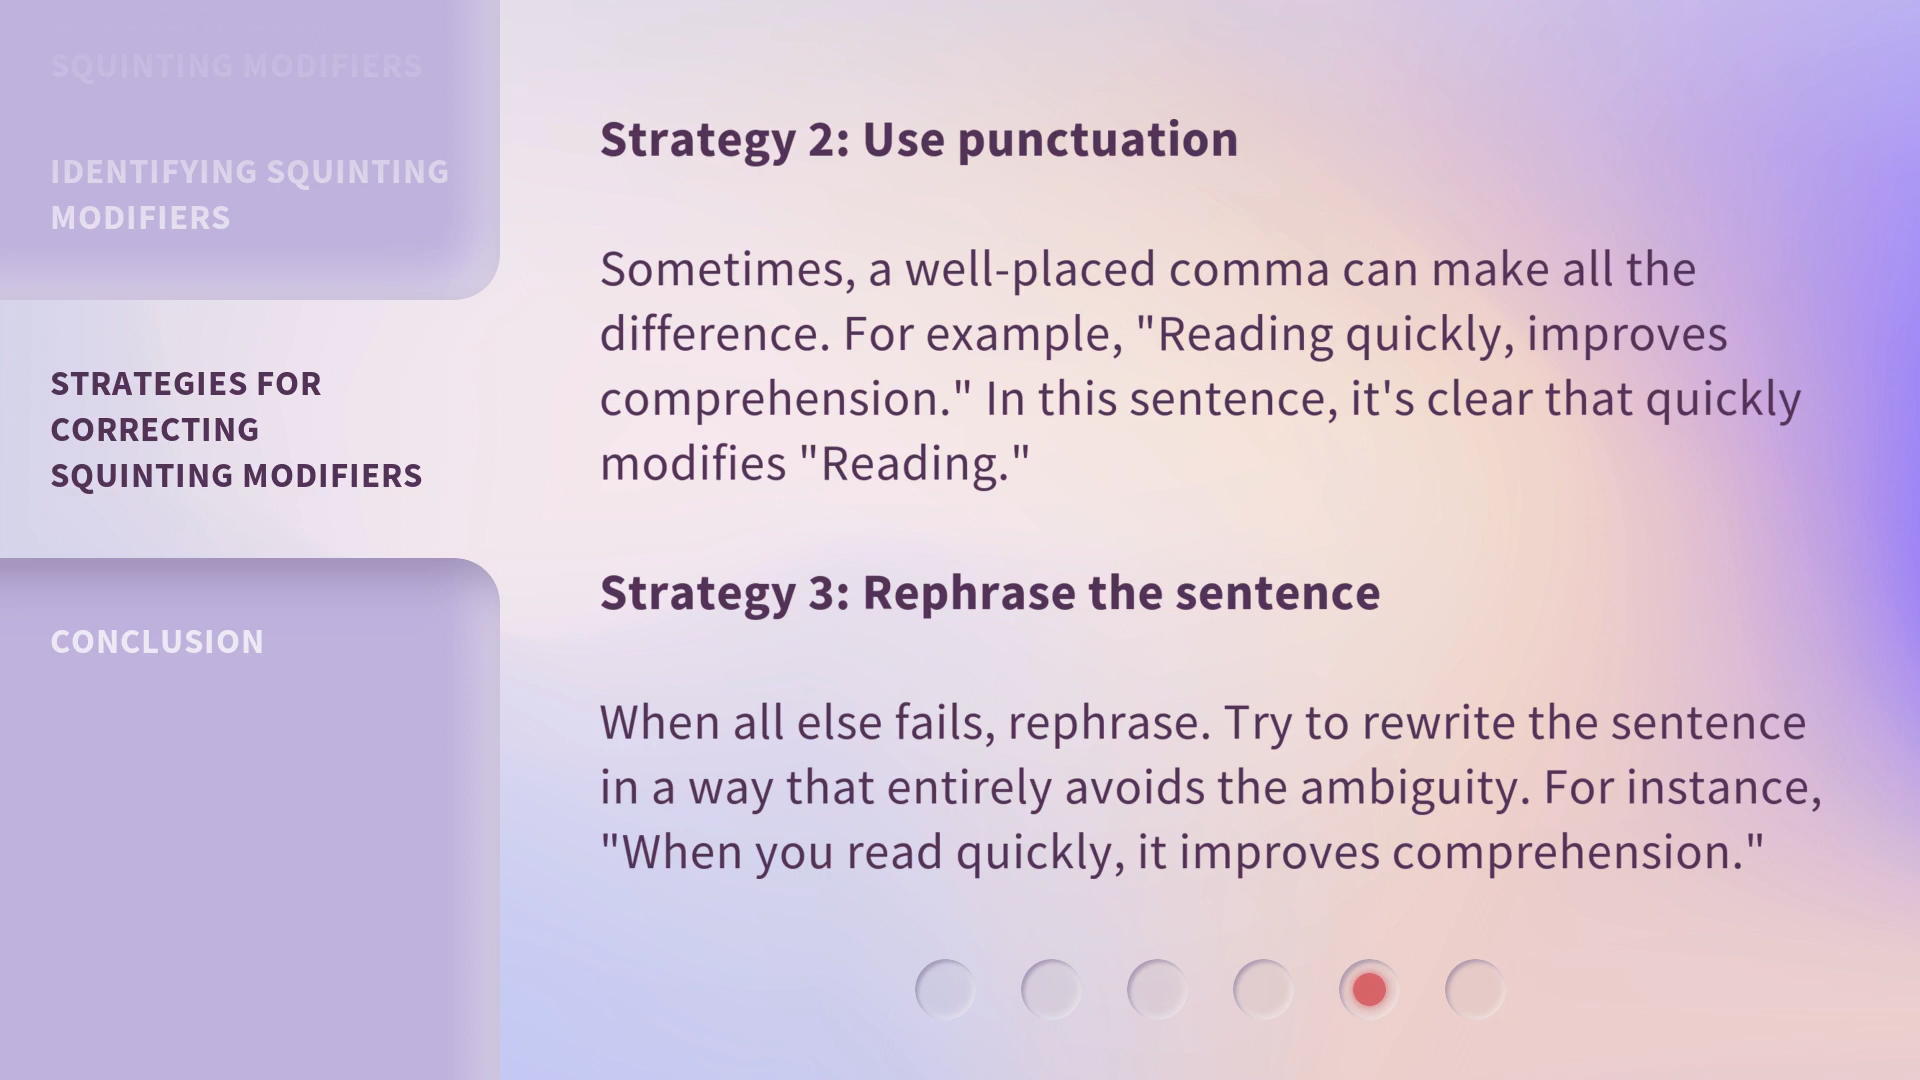 SQUINTING MODIFIERS
IDENTIFYING SQUINTING
MODIFIERS
STRATEGIES FOR
CORRECTING
SQUINTING MODIFIERS
CONCLUSION
Strategy 2: Use punctuation
Sometimes, a well-placed comma can make all the
difference. For example, "Reading quickly, improves
comprehension." In this sentence, it's clear that quickly
modifies "Reading."
Strategy 3: Rephrase the sentence
When all else fails, rephrase. Try to rewrite the sentence
in a way that entirely avoids the ambiguity. For instance,
"When you read quickly, it improves comprehension."